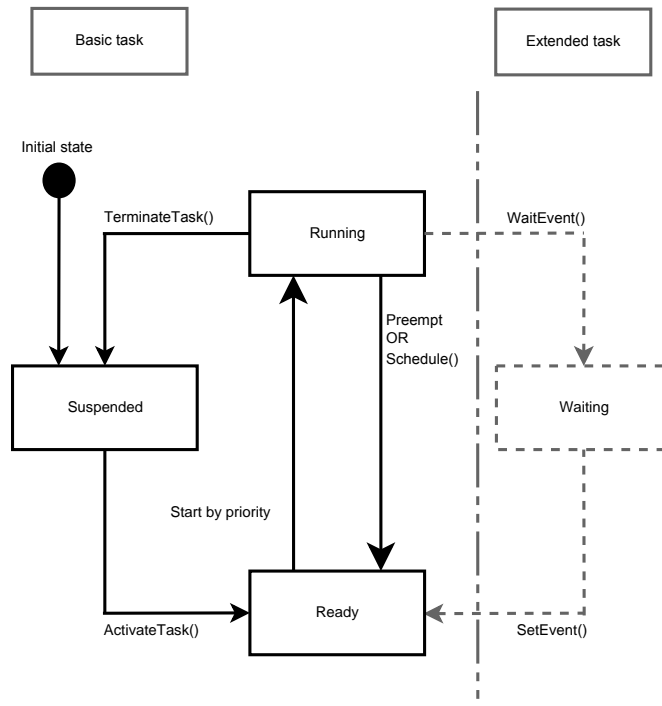 Basic task
Extended task
Initial state
TerminateTask()
Running
WaitEvent()
Preempt
OR
Schedule()
Suspended
Waiting
Start by priority
Ready
ActivateTask()
SetEvent()